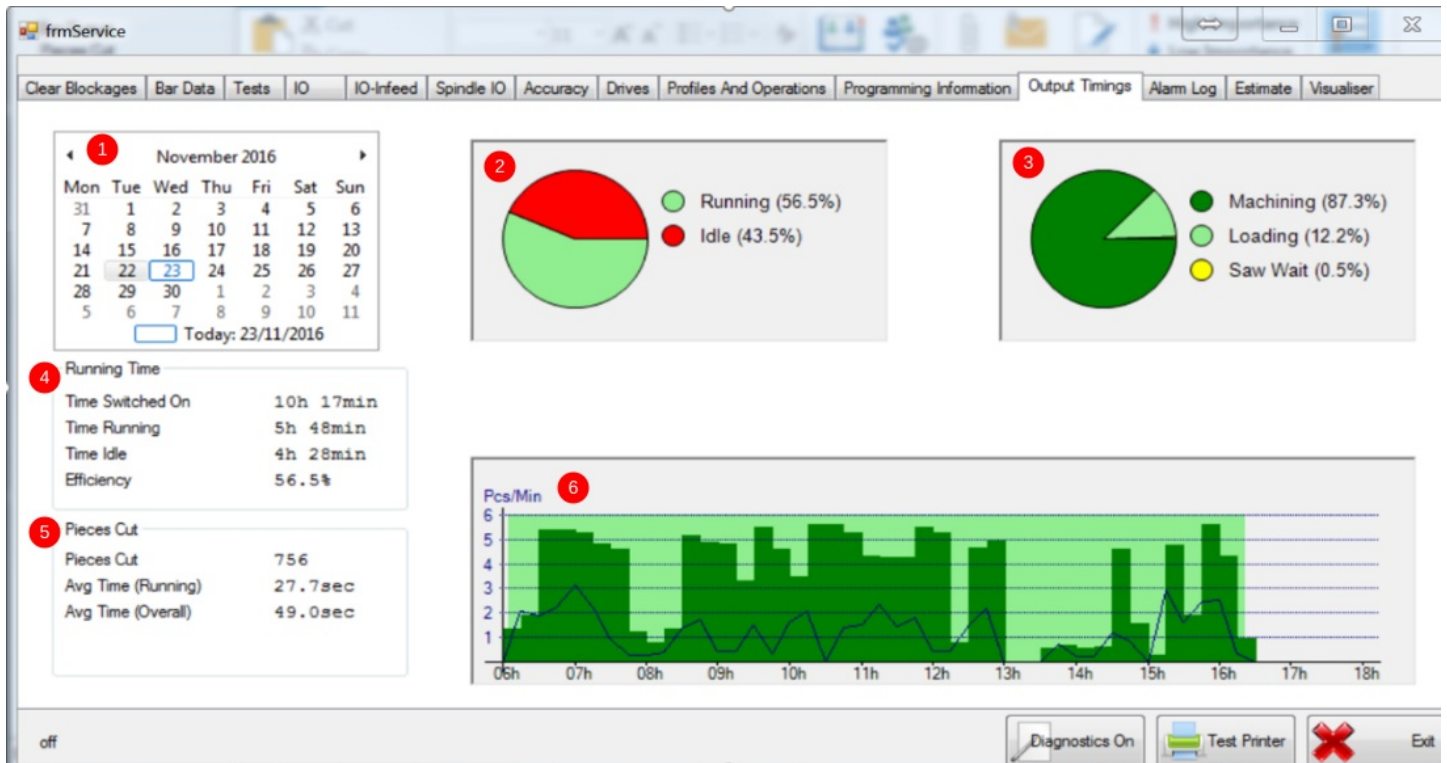 frmService
Clear Blockages Bar Data Tests IO IO-Infeed Spindle IO Accuracy Drives Profiles And Operations Programming Information Output Timings Alarm Log Estimate Visualiser
1 November 2016
Mon Tue Wed Thu Fri Sat Sun
31 1 2 3 4 5 6
7 8 9 10 11 12 13
14 15 16 17 18 19 20
21 22 23 24 25 26 27
28 29 30 1 2 3 4
5 6 7 8 9 10 11
Today: 23/11/2016
2
Running (56.5%)
Idle (43.5%)
3
Machining (87.3%)
Loading (12.2%)
Saw Wait (0.5%)
4 Running Time
Time Switched On 10h 17min
Time Running 5h 48min
Time Idle 4h 28min
Efficiency 56.5%
5 Pieces Cut
Pieces Cut 756
Avg Time (Running) 27.7sec
Avg Time (Overall) 49.0sec
Pcs/Min 6
6
5
4
3
2
1
06h 07h 08h 09h 10h 11h 12h 13h 14h 15h 16h 17h 18h
off Diagnostics On Test Printer Exit